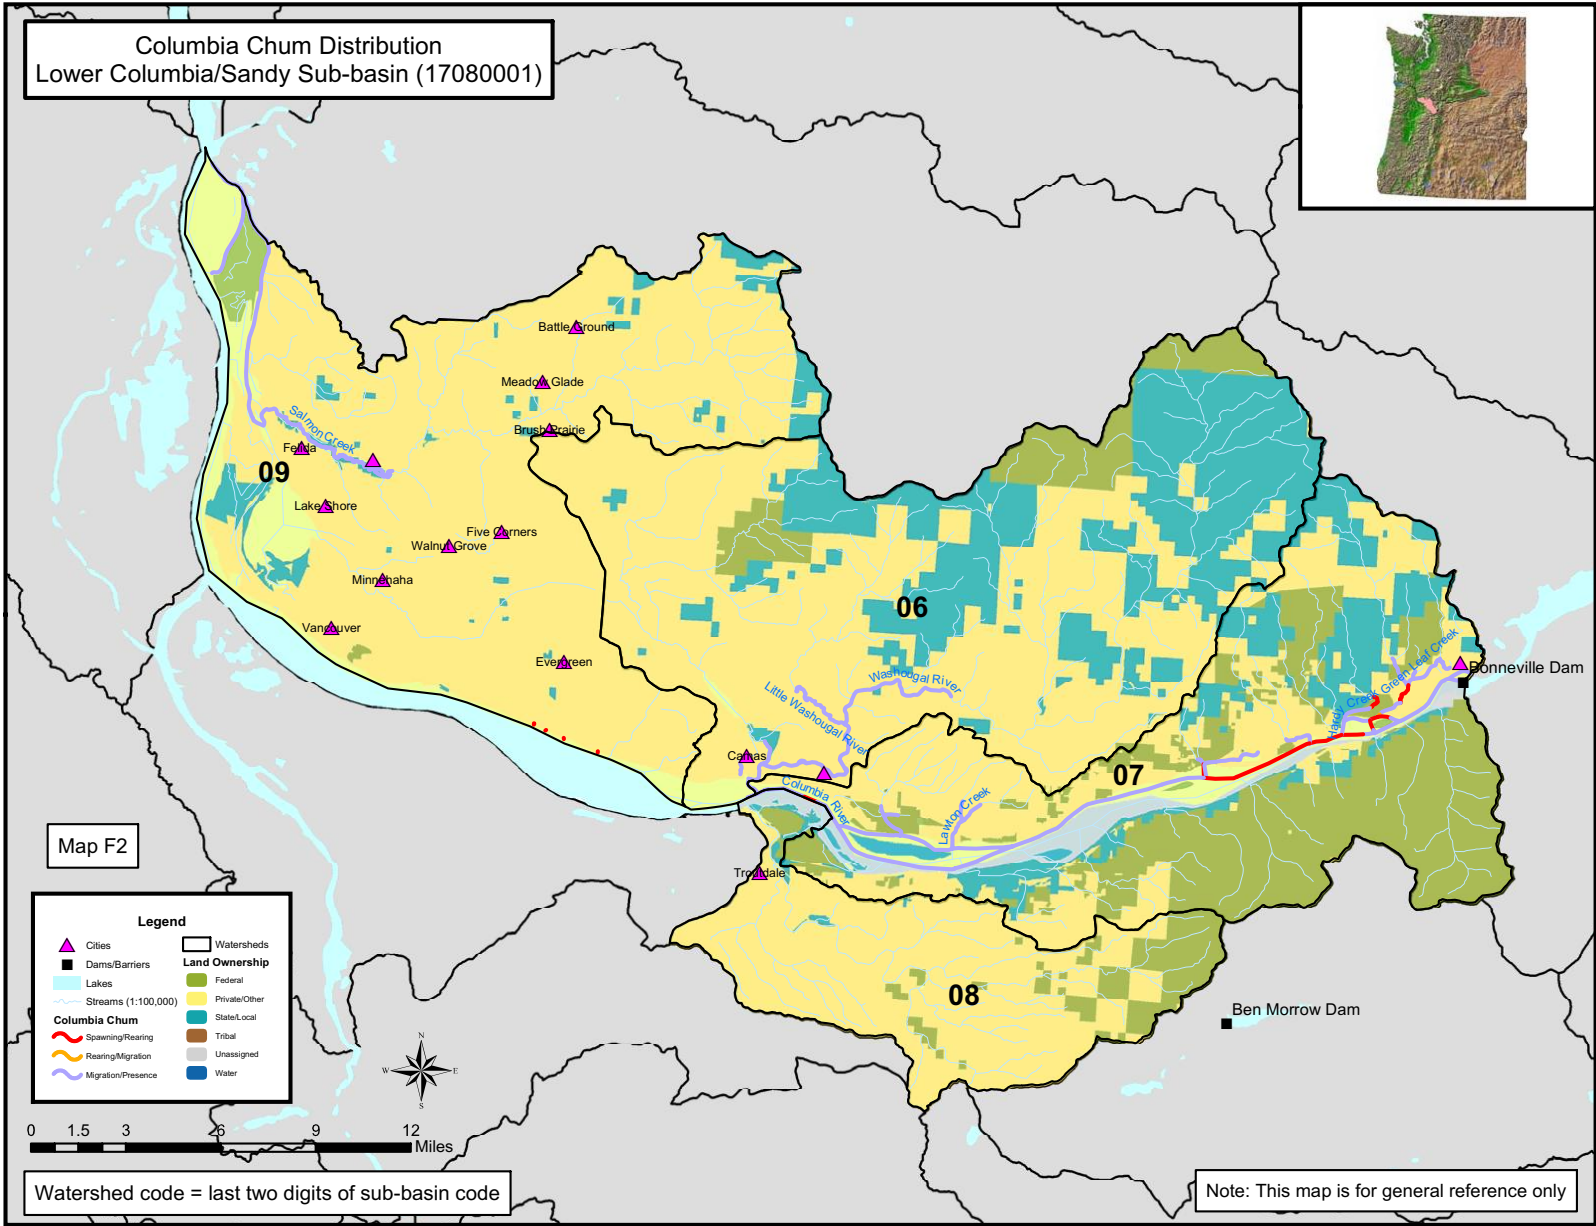 Columbia Chum Distribution
Lower Columbia/Sandy Sub-basin (17080001)
Battle Ground
Meadow Glade
Brush Prairie
Salmon Creek
Felida
09
Lake Shore
Five Corners
Walnut Grove
Minnehaha
Vancouver
Evergreen
06
Washougal River
Little Washougal River
Hardy Creek
Green Leaf Creek
Bonneville Dam
Camas
07
Columbia River
Lawton Creek
Troutdale
08
Ben Morrow Dam
Map F2
Legend
Cities
Dams/Barriers
Lakes
Streams (1:100,000)
Columbia Chum
Spawning/Rearing
Rearing/Migration
Migration/Presence
Watersheds
Land Ownership
Federal
Private/Other
State/Local
Tribal
Unassigned
Water
N
W
E
S
0 1.5 3 6 9 12
Miles
Watershed code = last two digits of sub-basin code
Note: This map is for general reference only